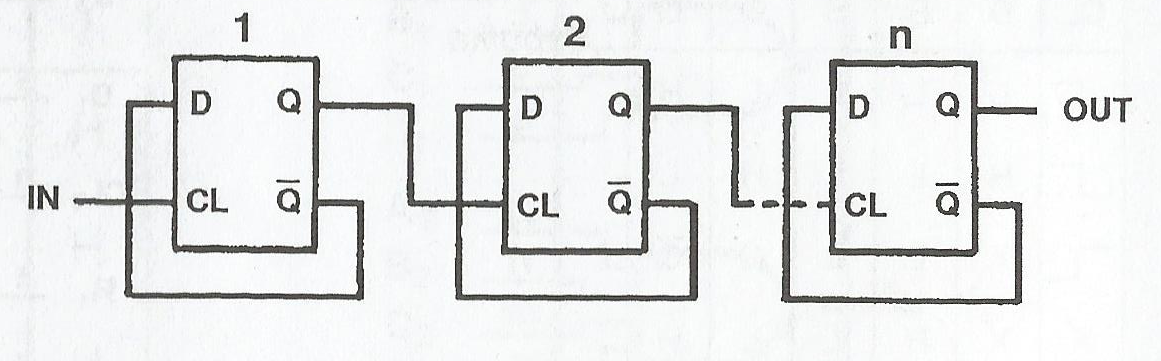 1 2 n
D Q D Q D Q OUT
IN CL Q̅ CL Q̅ CL Q̅